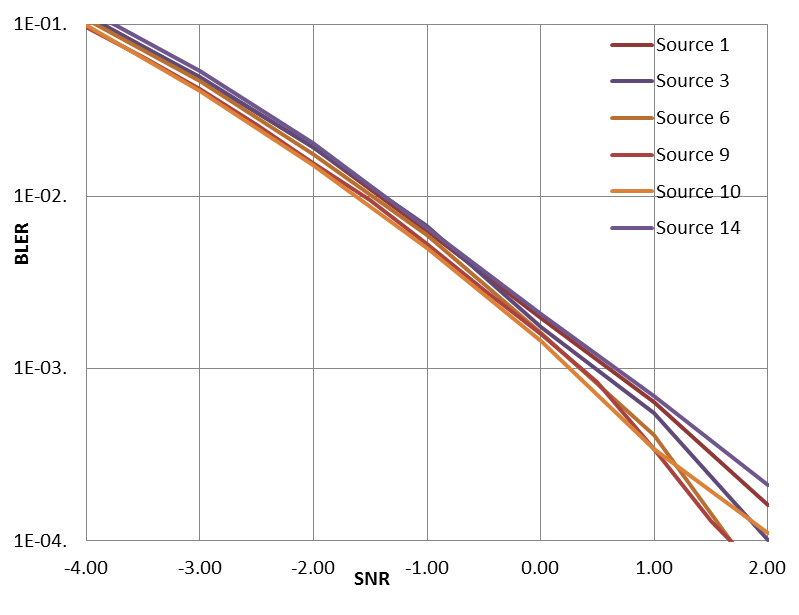 1E-01.
Source 1
Source 3
Source 6
Source 9
1E-02.
Source 10
Source 14
BLER
1E-03.
1E-04.
-4.00 -3.00 -2.00 -1.00 0.00 1.00 2.00
SNR